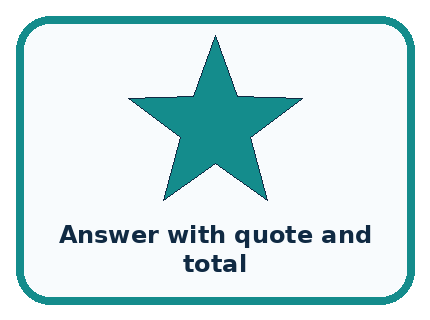 Answer with quote and
total